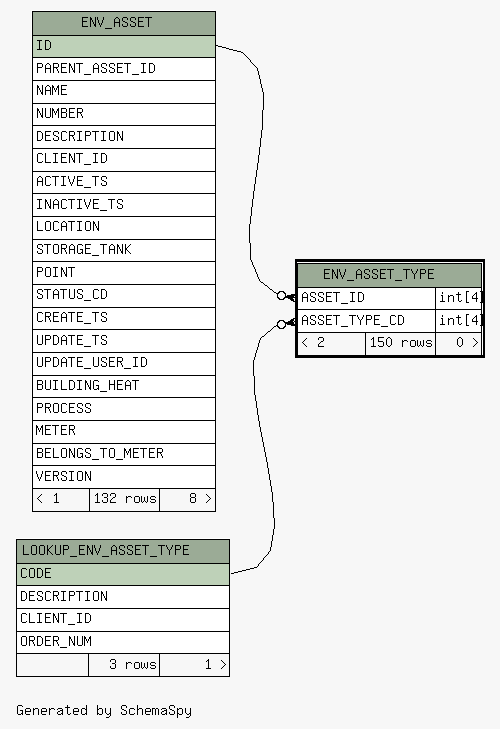 ENV_ASSET
ID
PARENT_ASSET_ID
NAME
NUMBER
DESCRIPTION
CLIENT_ID
ACTIVE_TS
INACTIVE_TS
LOCATION
STORAGE_TANK
POINT
STATUS_CD
CREATE_TS
UPDATE_TS
UPDATE_USER_ID
BUILDING_HEAT
PROCESS
METER
BELONGS_TO_METER
VERSION
< 1 132 rows 8 >
ENV_ASSET_TYPE
ASSET_ID int[4]
ASSET_TYPE_CD int[4]
< 2 150 rows 0 >
LOOKUP_ENV_ASSET_TYPE
CODE
DESCRIPTION
CLIENT_ID
ORDER_NUM
3 rows 1 >
Generated by SchemaSpy